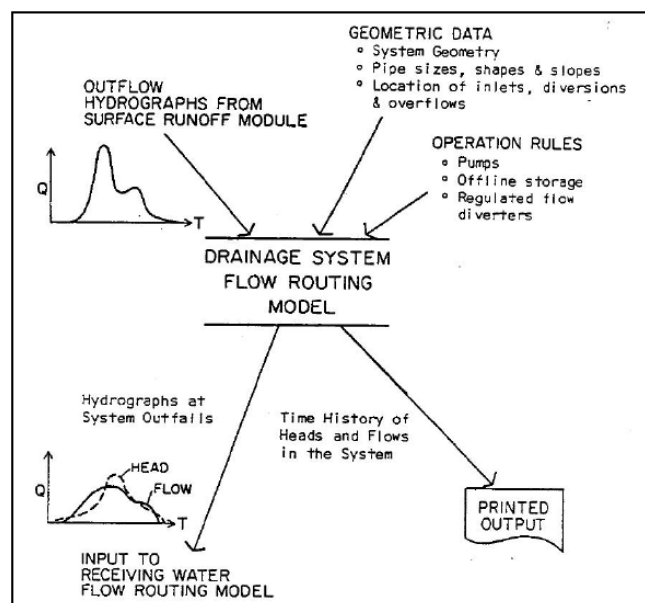 GEOMETRIC DATA
° System Geometry
° Pipe sizes, shapes & slopes
° Location of inlets, diversions
& overflows
OUTFLOW
HYDROGRAPHS FROM
SURFACE RUNOFF MODULE
OPERATION RULES
° Pumps
° Offline storage
° Regulated flow
diverters
Q
T
DRAINAGE SYSTEM
FLOW ROUTING
MODEL
Hydrographs at
System Outfalls
Time History of
Heads and Flows
in the System
HEAD
Q
FLOW
T
PRINTED
OUTPUT
INPUT TO
RECEIVING WATER
FLOW ROUTING MODEL